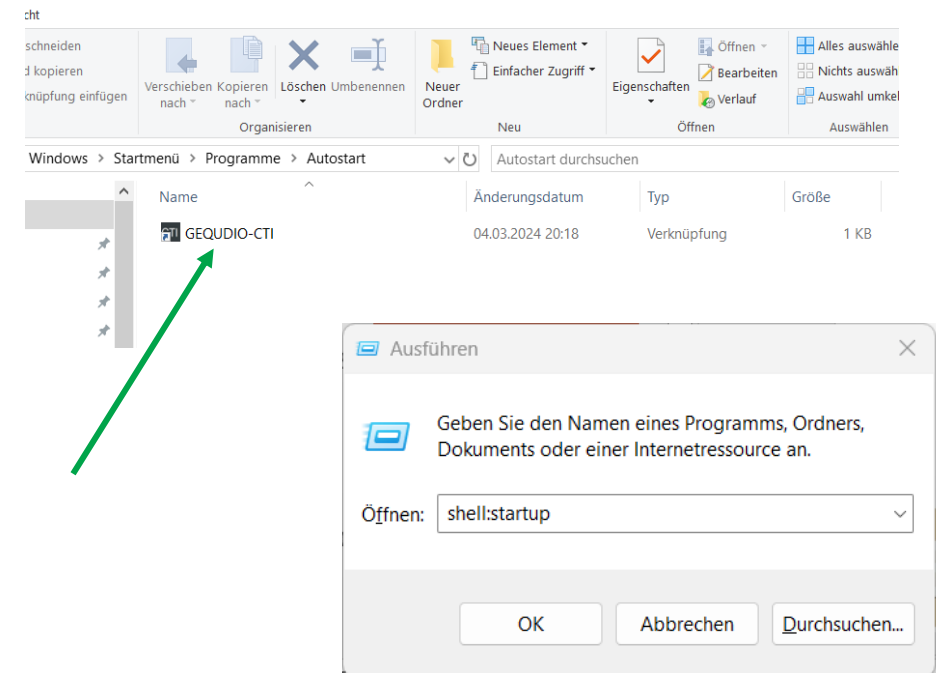 cht
schneiden
d kopieren
knüpfung einfügen
Verschieben nach
Kopieren nach
Löschen
Umbenennen
Organisieren
Neuer Ordner
Neues Element
Einfacher Zugriff
Neu
Eigenschaften
Öffnen
Bearbeiten
Verlauf
Öffnen
Alles auswähle
Nichts auswäh
Auswahl umkel
Auswählen
Windows > Startmenü > Programme > Autostart
Autostart durchsuchen
Name Änderungsdatum Typ Größe
CTI GEQUDIO-CTI 04.03.2024 20:18 Verknüpfung 1 KB
Ausführen
Geben Sie den Namen eines Programms, Ordners,
Dokuments oder einer Internetressource an.
Öffnen: shell:startup
OK Abbrechen Durchsuchen...